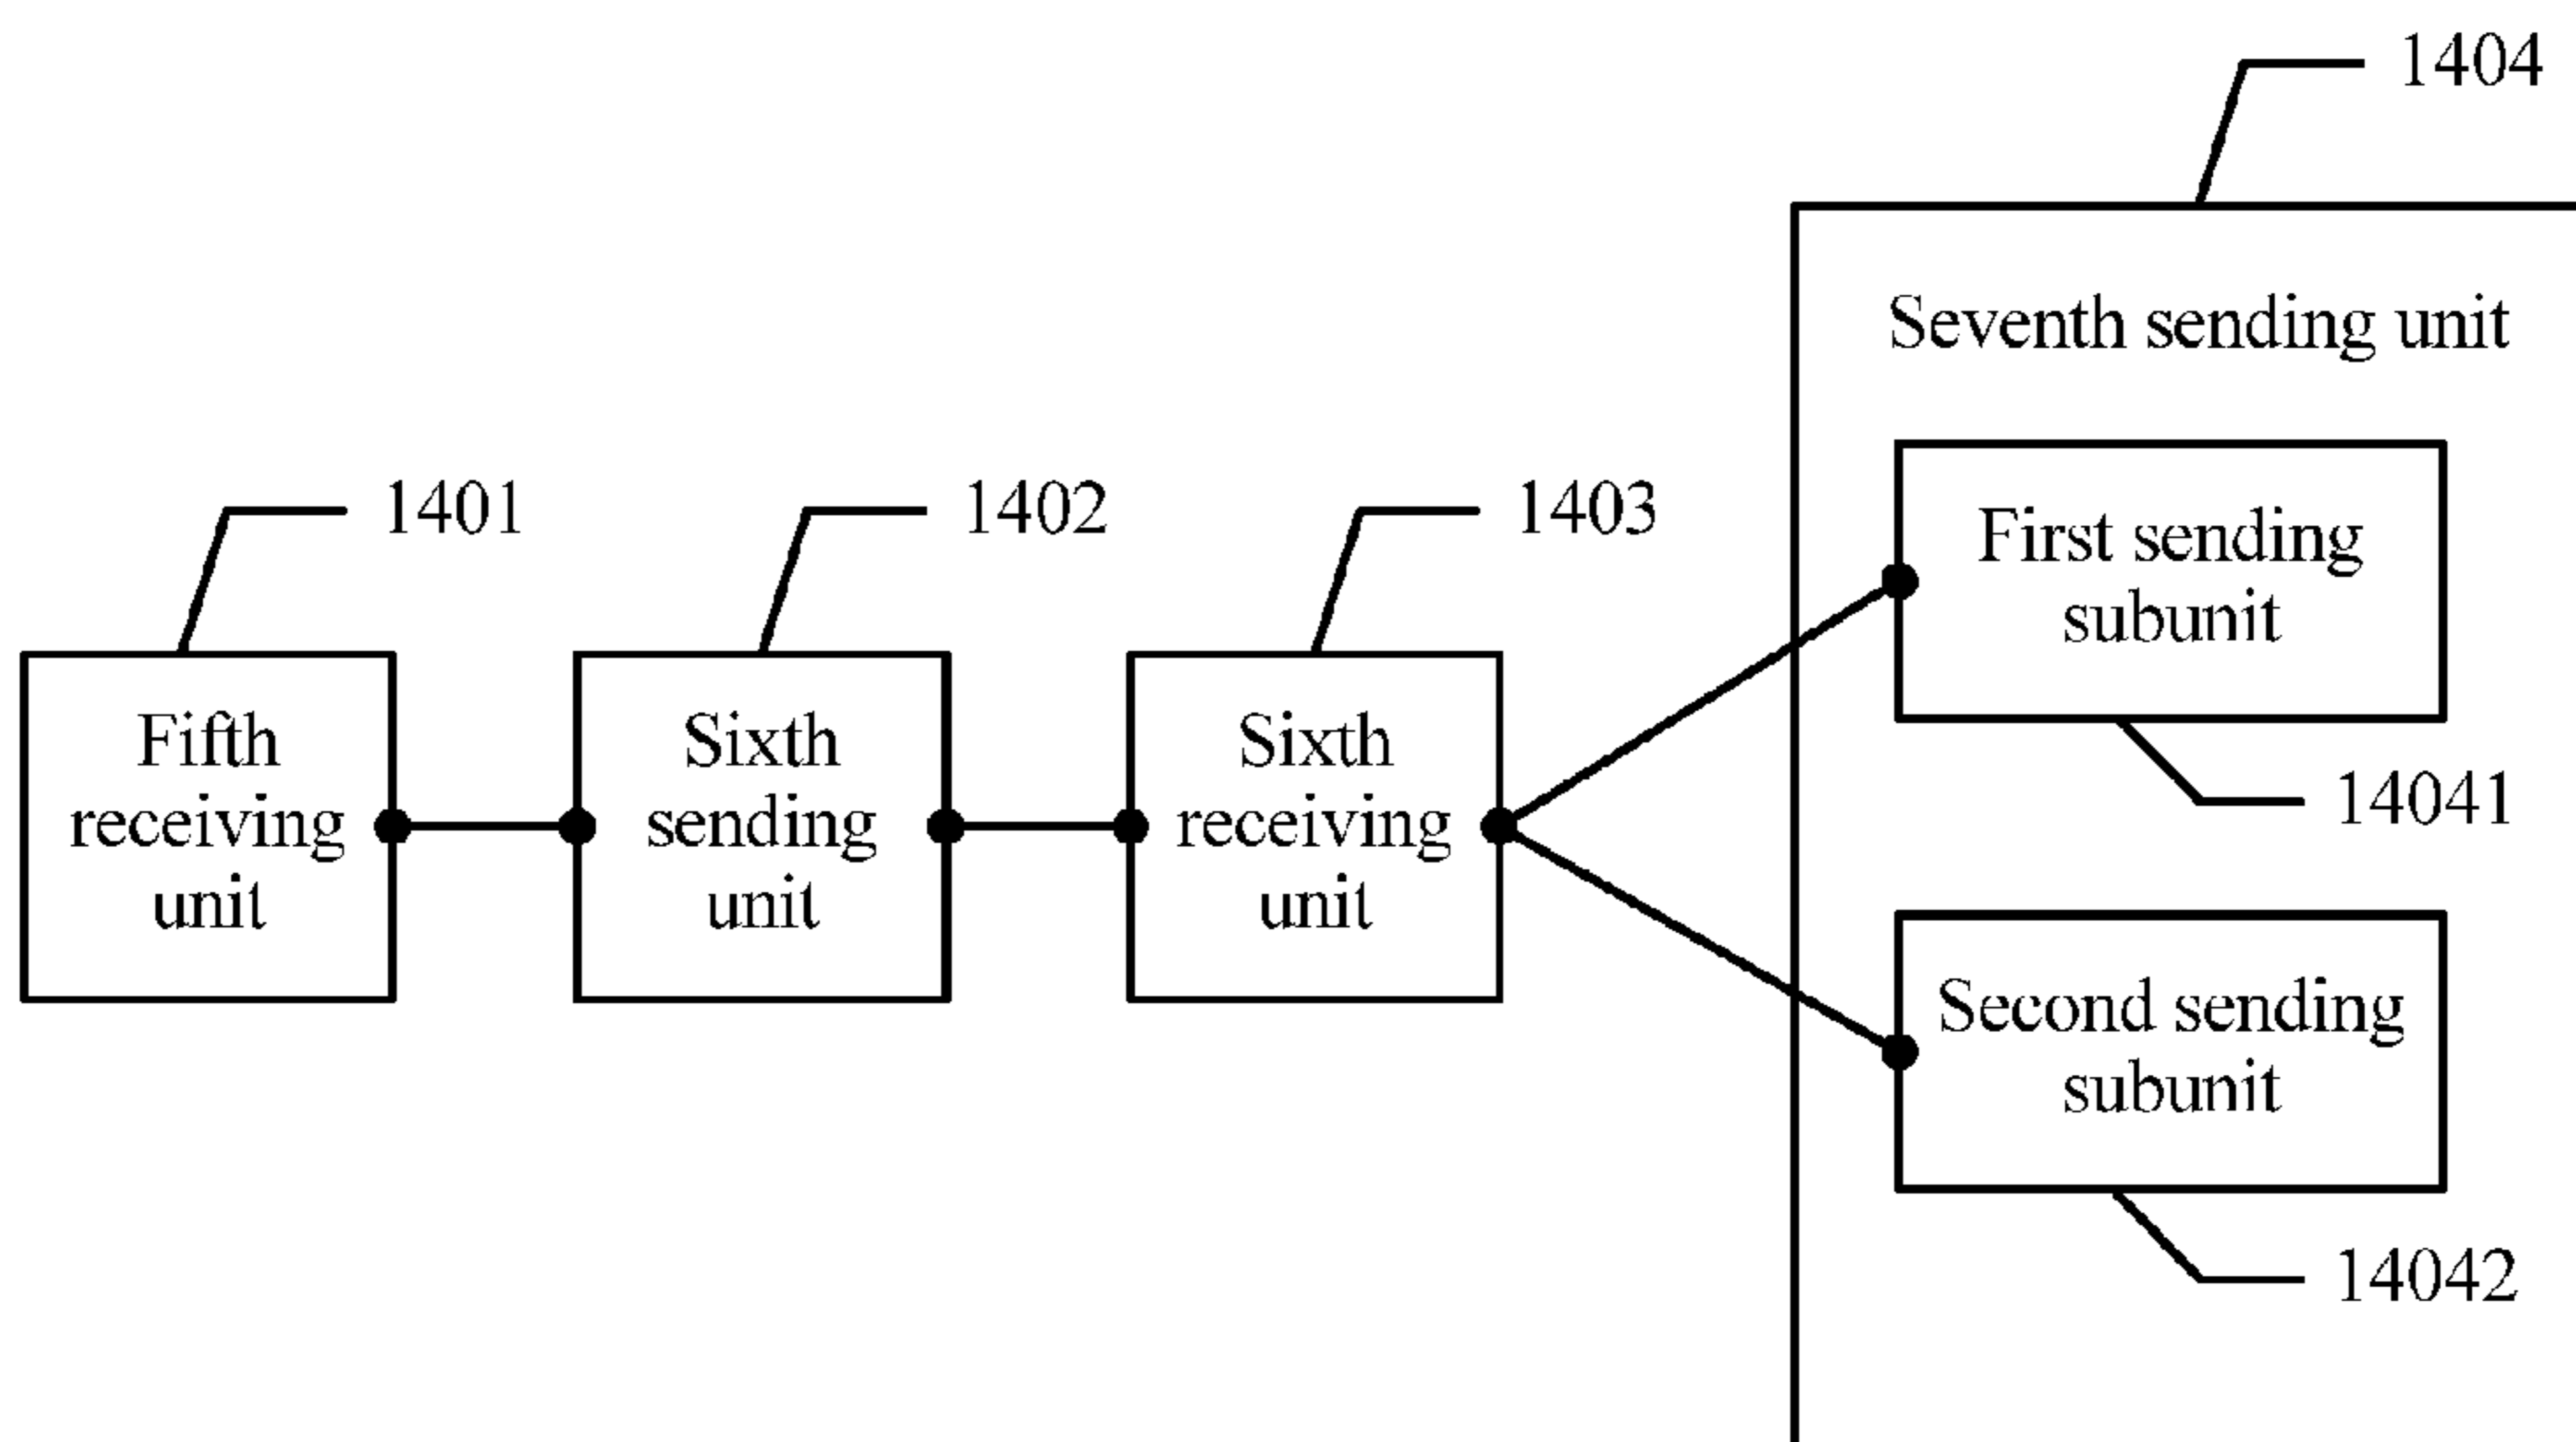 1404
Seventh sending unit
1401
1402
1403
First sending
subunit
14041
Fifth
receiving
unit
Sixth
sending
unit
Sixth
receiving
unit
Second sending
subunit
14042